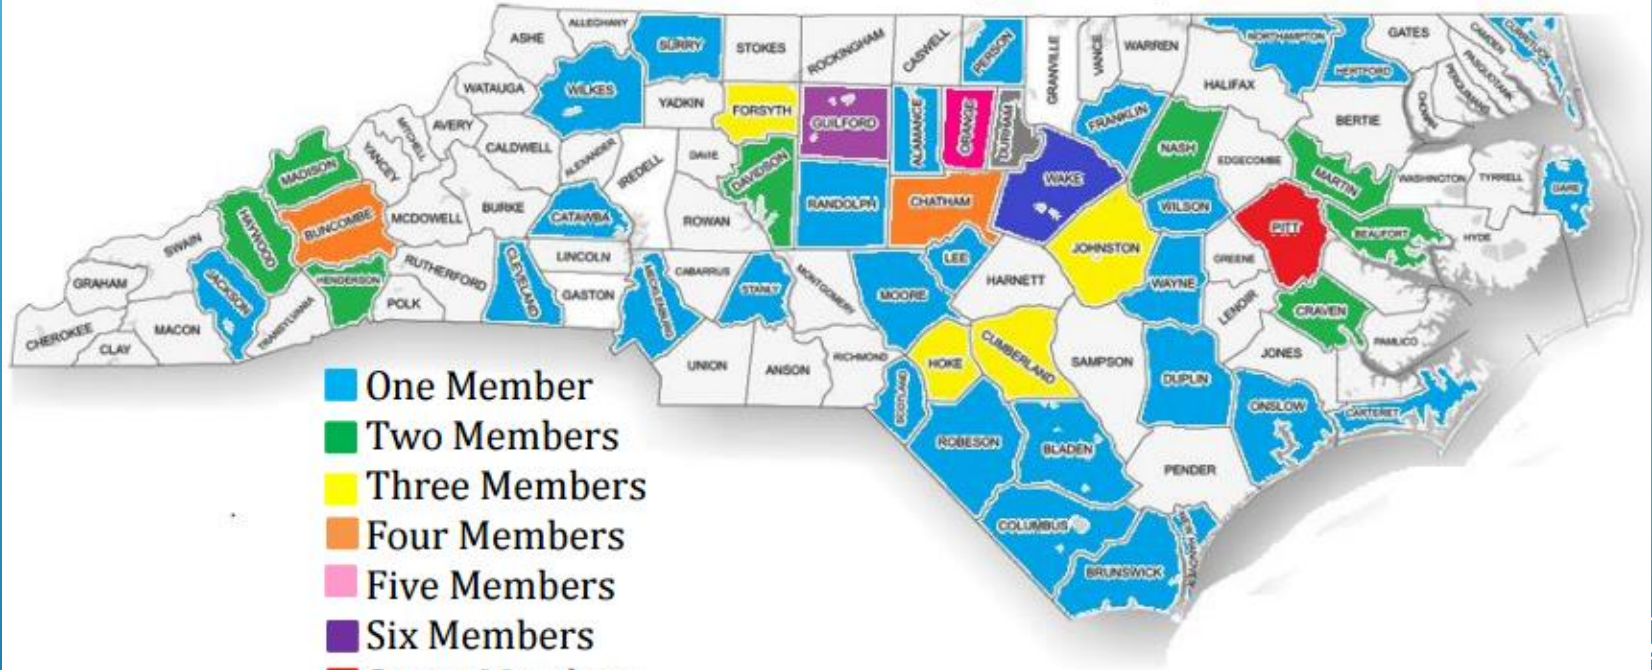 ASHE
ALLEGHANY
SURRY
STOKES
ROCKINGHAM
CASWELL
PERSON
GRANVILLE
VANCE
WARREN
NORTHAMPTON
HERTFORD
GATES
CAMDEN
CURRITUCK
PASQUOTANK
PERQUIMANS
CHOWAN
WATAUGA
WILKES
YADKIN
FORSYTH
GUILFORD
ALAMANCE
ORANGE
DURHAM
FRANKLIN
HALIFAX
BERTIE
NASH
EDGECOMBE
MARTIN
WASHINGTON
TYRRELL
DARE
MITCHELL
AVERY
CALDWELL
ALEXANDER
IREDELL
DAVIE
DAVIDSON
MADISON
YANCEY
WAKE
RANDOLPH
CHATHAM
WILSON
PITT
BEAUFORT
HYDE
HAYWOOD
BUNCOMBE
MCDOWELL
BURKE
CATAWBA
ROWAN
JOHNSTON
SWAIN
GRAHAM
JACKSON
HENDERSON
RUTHERFORD
CLEVELAND
LINCOLN
GASTON
MECKLENBURG
CABARRUS
STANLY
MONTGOMERY
MOORE
LEE
HARNETT
WAYNE
GREENE
LENOIR
CRAVEN
PAMLICO
JONES
CHEROKEE
CLAY
MACON
TRANSYLVANIA
POLK
UNION
ANSON
RICHMOND
SCOTLAND
HOKE
CUMBERLAND
SAMPSON
DUPLIN
ONSLOW
CARTERET
ROBESON
BLADEN
PENDER
COLUMBUS
BRUNSWICK
NEW HANOVER
One Member
Two Members
Three Members
Four Members
Five Members
Six Members